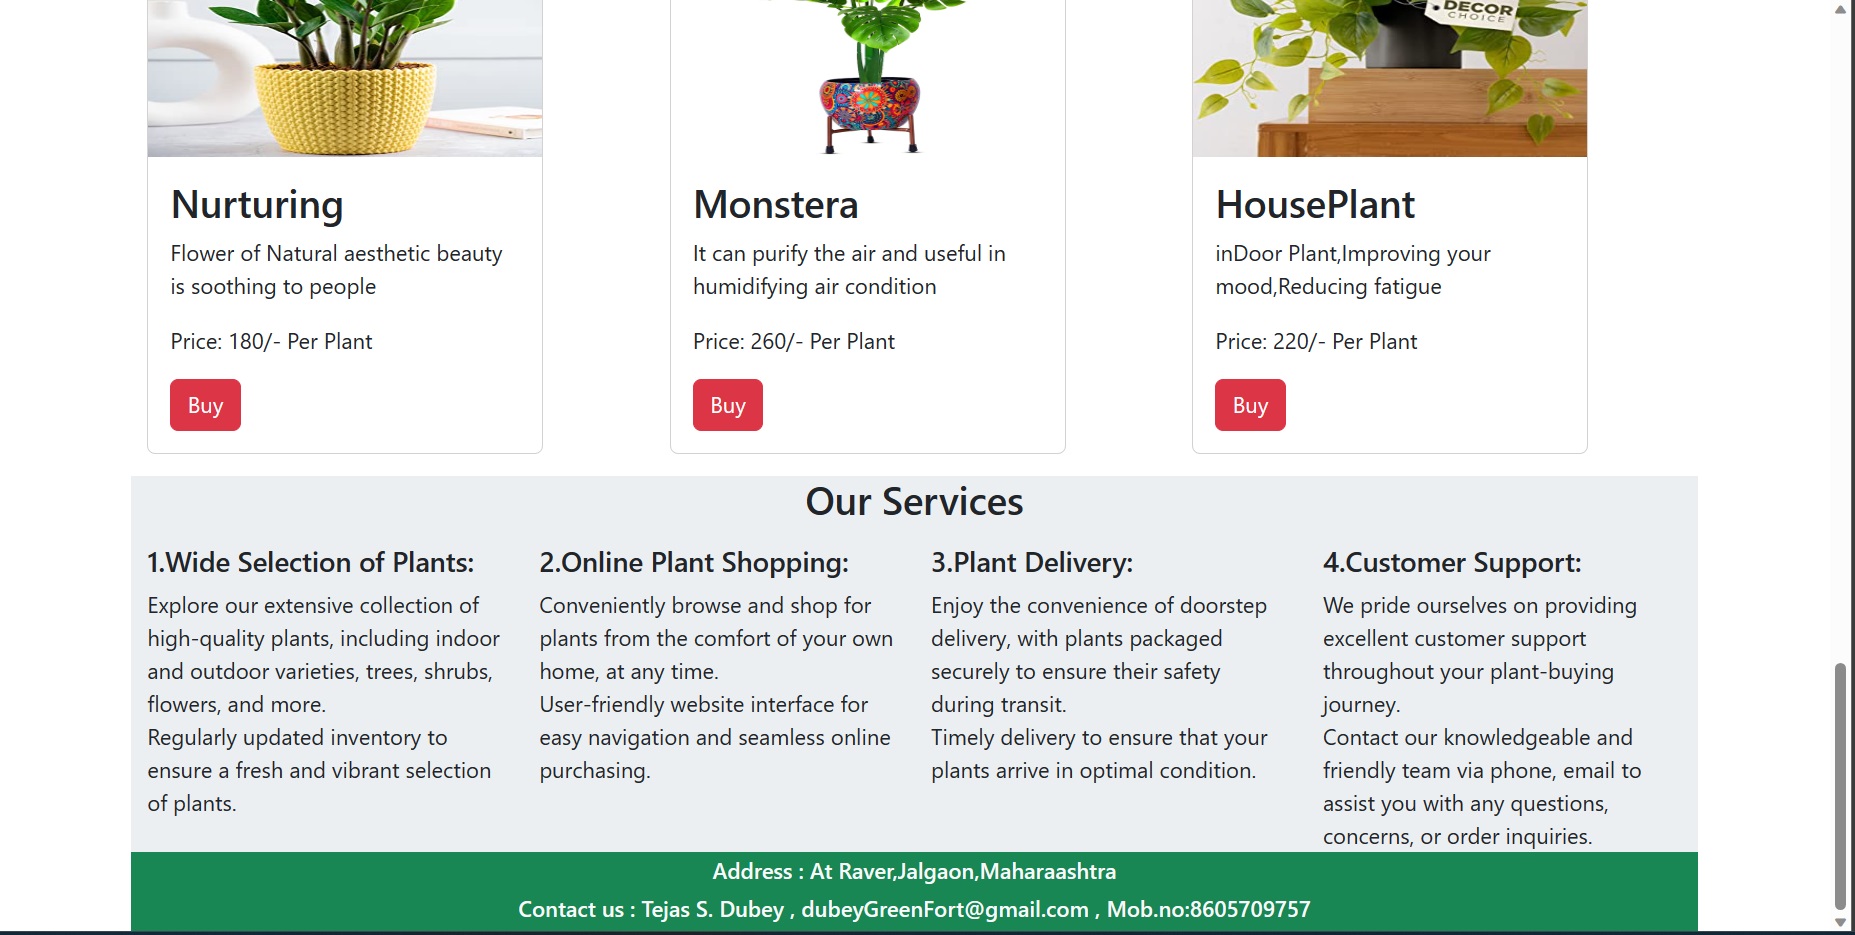 DECOR
CHOICE
Nurturing
Flower of Natural aesthetic beauty
is soothing to people
Price: 180/- Per Plant
Buy
Monstera
It can purify the air and useful in
humidifying air condition
Price: 260/- Per Plant
Buy
HousePlant
inDoor Plant,Improving your
mood,Reducing fatigue
Price: 220/- Per Plant
Buy
Our Services
1.Wide Selection of Plants:
Explore our extensive collection of
high-quality plants, including indoor
and outdoor varieties, trees, shrubs,
flowers, and more.
Regularly updated inventory to
ensure a fresh and vibrant selection
of plants.
2.Online Plant Shopping:
Conveniently browse and shop for
plants from the comfort of your own
home, at any time.
User-friendly website interface for
easy navigation and seamless online
purchasing.
3.Plant Delivery:
Enjoy the convenience of doorstep
delivery, with plants packaged
securely to ensure their safety
during transit.
Timely delivery to ensure that your
plants arrive in optimal condition.
4.Customer Support:
We pride ourselves on providing
excellent customer support
throughout your plant-buying
journey.
Contact our knowledgeable and
friendly team via phone, email to
assist you with any questions,
concerns, or order inquiries.
Address : At Raver,Jalgaon,Maharaashtra
Contact us : Tejas S. Dubey , dubeyGreenFort@gmail.com , Mob.no:8605709757